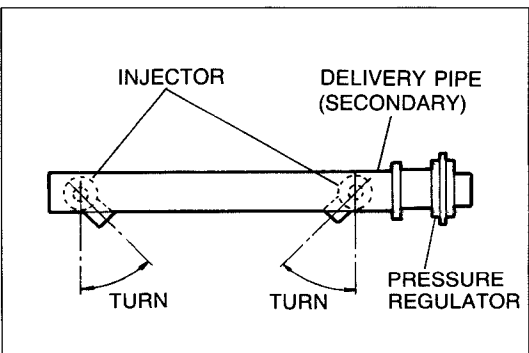 INJECTOR
DELIVERY PIPE
(SECONDARY)
TURN
TURN
PRESSURE
REGULATOR